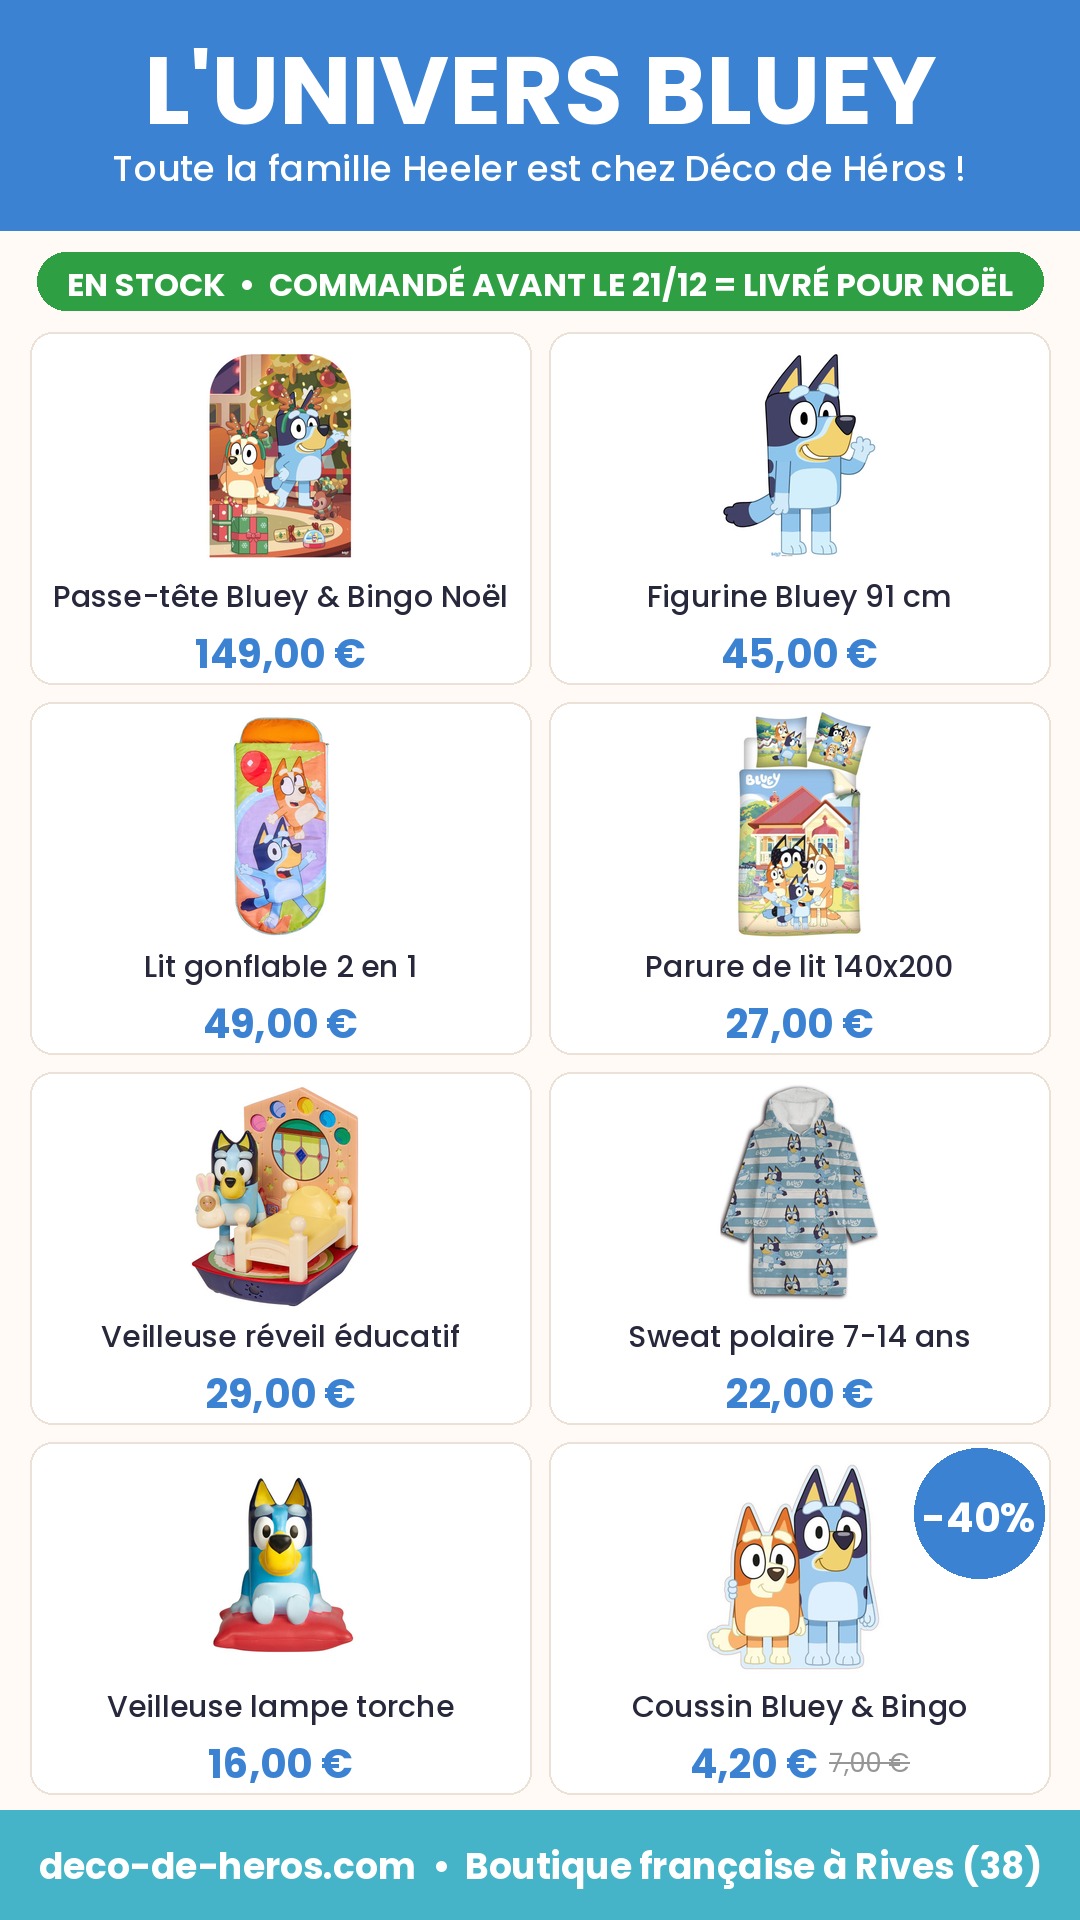 L'UNIVERS BLUEY
Toute la famille Heeler est chez Déco de Héros !
EN STOCK • COMMANDÉ AVANT LE 21/12 = LIVRÉ POUR NOËL
Passe-tête Bluey & Bingo Noël
149,00 €
Figurine Bluey 91 cm
45,00 €
Lit gonflable 2 en 1
49,00 €
BLUEY
Parure de lit 140x200
27,00 €
Veilleuse réveil éducatif
29,00 €
BLUEY
Sweat polaire 7-14 ans
22,00 €
Veilleuse lampe torche
16,00 €
-40%
Coussin Bluey & Bingo
4,20 € 7,00 €
deco-de-heros.com • Boutique française à Rives (38)